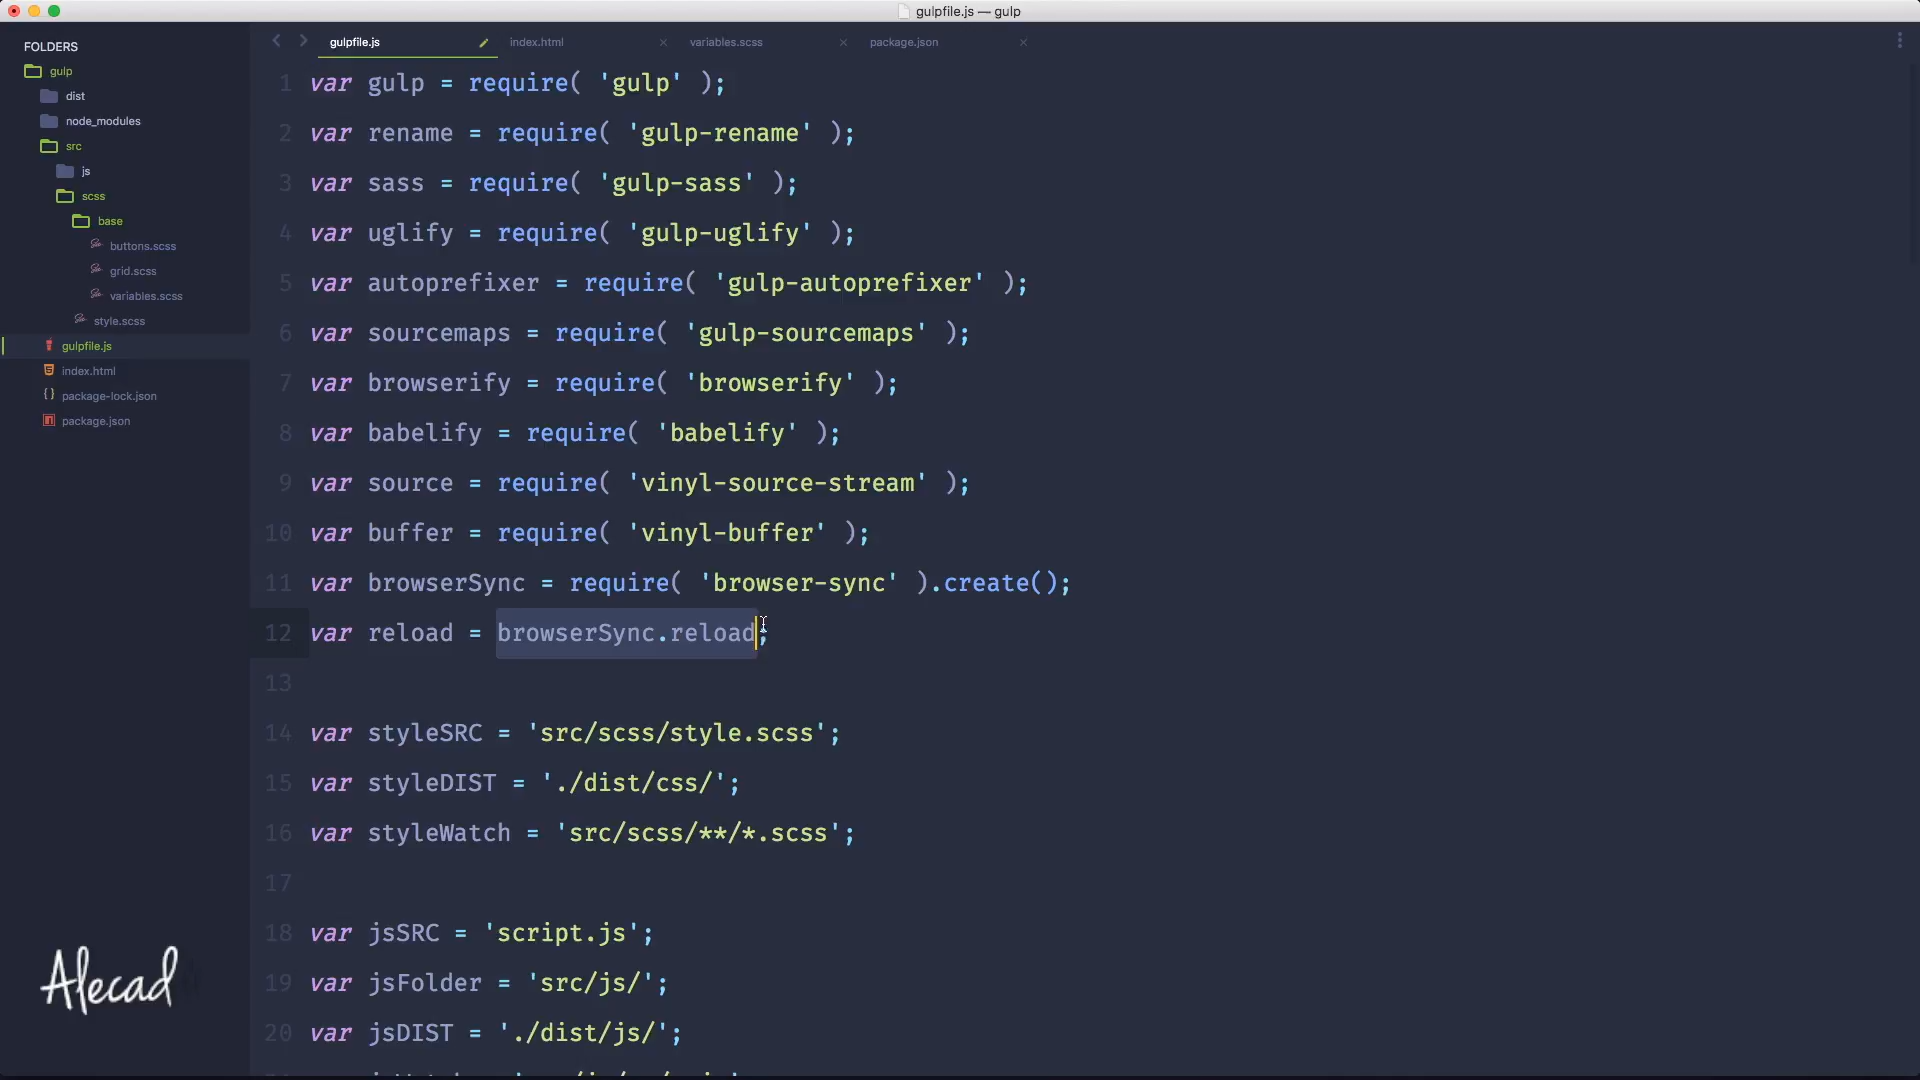 gulpfile.js — gulp
FOLDERS
gulp
dist
node_modules
src
js
scss
base
buttons.scss
grid.scss
variables.scss
style.scss
gulpfile.js
index.html
package-lock.json
package.json
gulpfile.js
index.html
variables.scss
package.json
1 var gulp = require( 'gulp' );
2 var rename = require( 'gulp-rename' );
3 var sass = require( 'gulp-sass' );
4 var uglify = require( 'gulp-uglify' );
5 var autoprefixer = require( 'gulp-autoprefixer' );
6 var sourcemaps = require( 'gulp-sourcemaps' );
7 var browserify = require( 'browserify' );
8 var babelify = require( 'babelify' );
9 var source = require( 'vinyl-source-stream' );
10 var buffer = require( 'vinyl-buffer' );
11 var browserSync = require( 'browser-sync' ).create();
12 var reload = browserSync.reload;
13
14 var styleSRC = 'src/scss/style.scss';
15 var styleDIST = './dist/css/';
16 var styleWatch = 'src/scss/**/*.scss';
17
18 var jsSRC = 'script.js';
19 var jsFolder = 'src/js/';
20 var jsDIST = './dist/js/';
Alecad